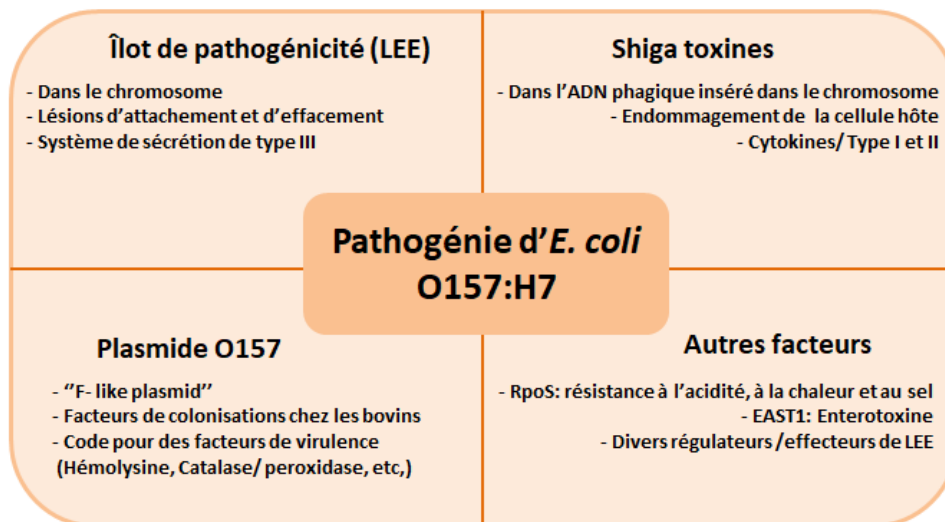 Îlot de pathogénicité (LEE)
- Dans le chromosome
- Lésions d'attachement et d'effacement
- Système de sécrétion de type III
Shiga toxines
- Dans l'ADN phagique inséré dans le chromosome
- Endommagement de la cellule hôte
- Cytokines/ Type I et II
Pathogénie d'E. coli
O157:H7
Plasmide O157
- ‘‘F- like plasmid’’
- Facteurs de colonisations chez les bovins
- Code pour des facteurs de virulence
(Hémolysine, Catalase/ peroxidase, etc,)
Autres facteurs
- RpoS: résistance à l'acidité, à la chaleur et au sel
- EAST1: Enterotoxine
- Divers régulateurs /effecteurs de LEE